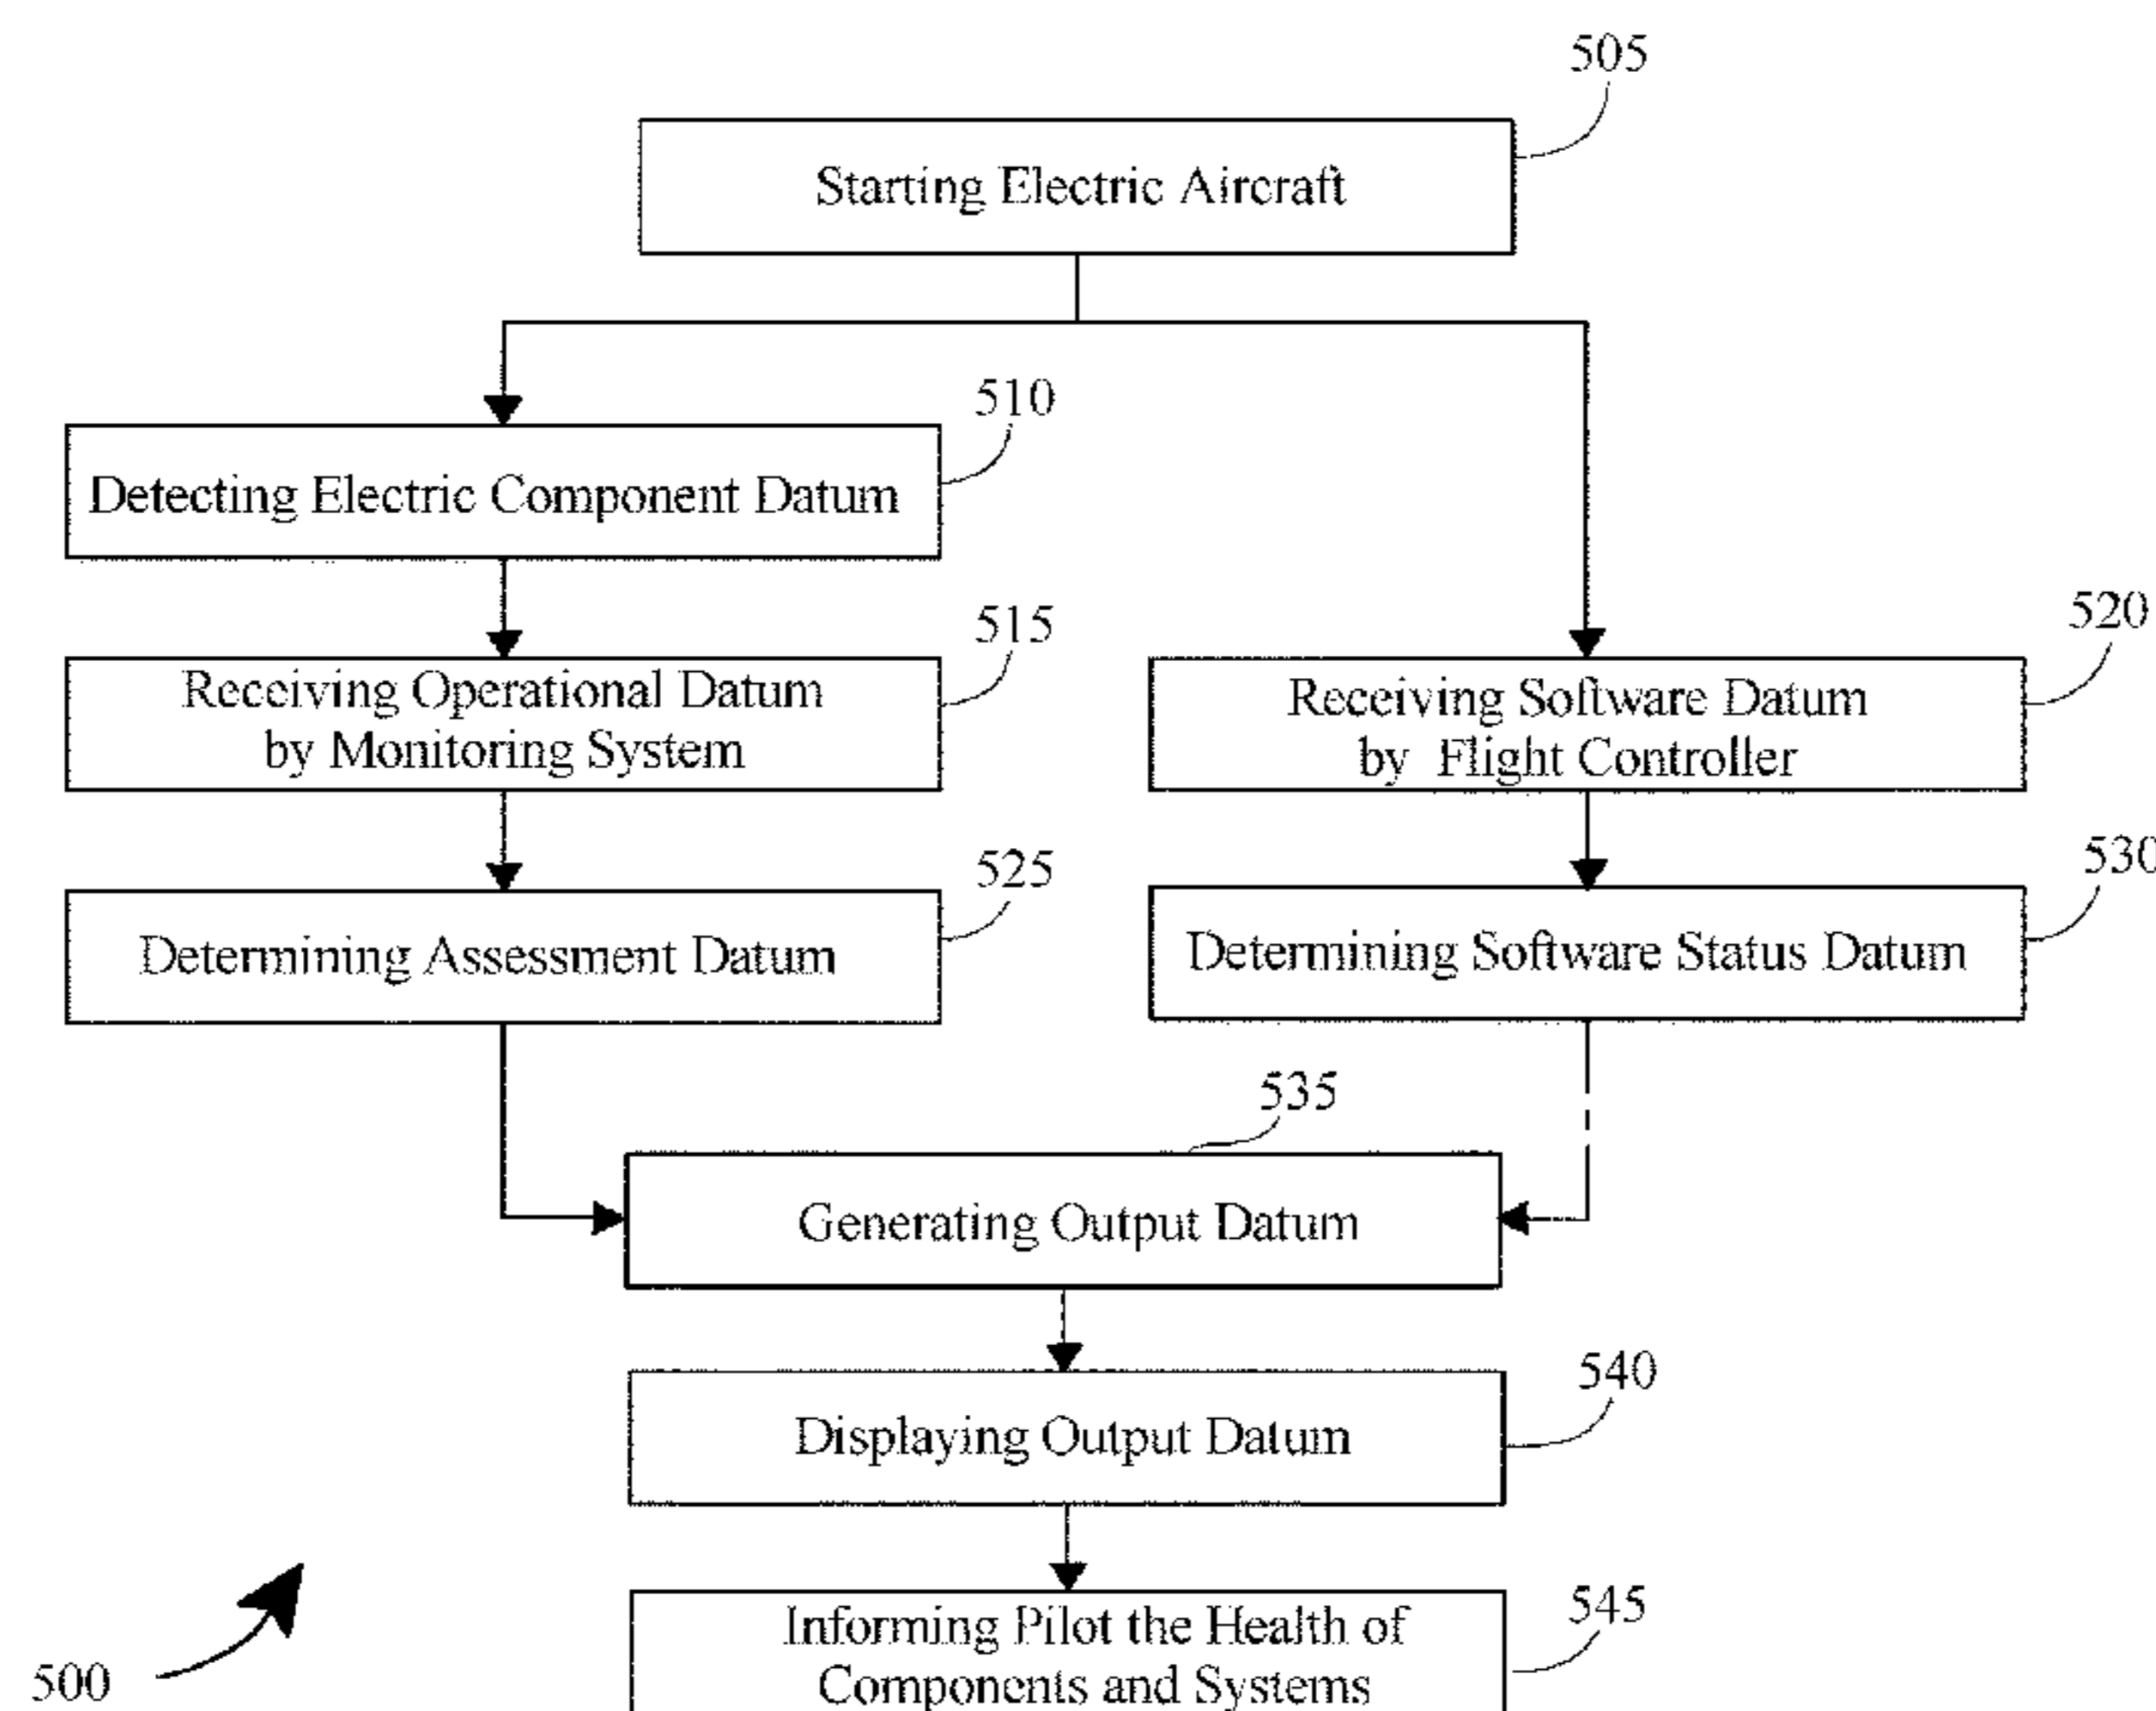 505
Starting Electric Aircraft
510
Detecting Electric Component Datum
515
Receiving Operational Datum
by Monitoring System
520
Receiving Software Datum
by Flight Controller
525
Determining Assessment Datum
530
Determining Software Status Datum
535
Generating Output Datum
540
Displaying Output Datum
545
Informing Pilot the Health of
Components and Systems
500